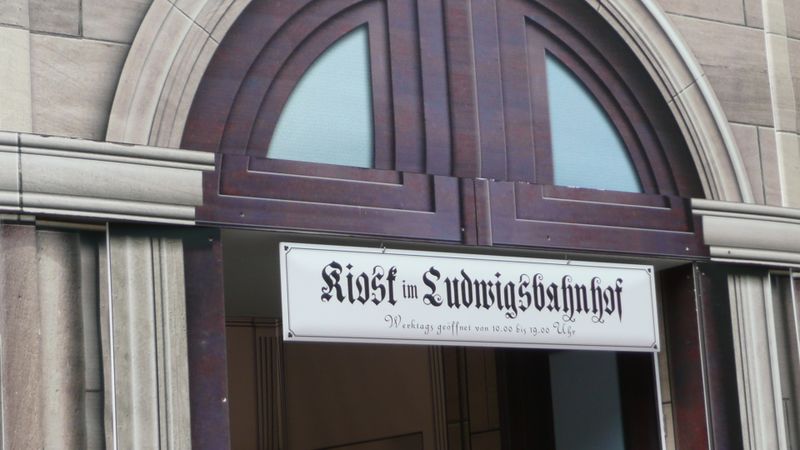 Kiosk im Ludwigsbahnhof
Werktags geöffnet von 10.00 bis 19.00 Uhr